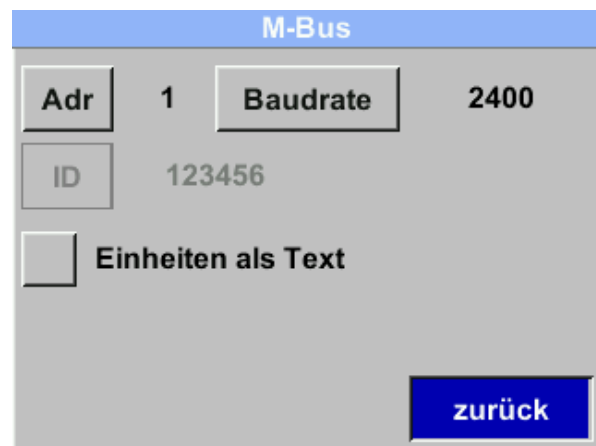 M-Bus
Adr 1 Baudrate 2400
ID 123456
Einheiten als Text
zurück